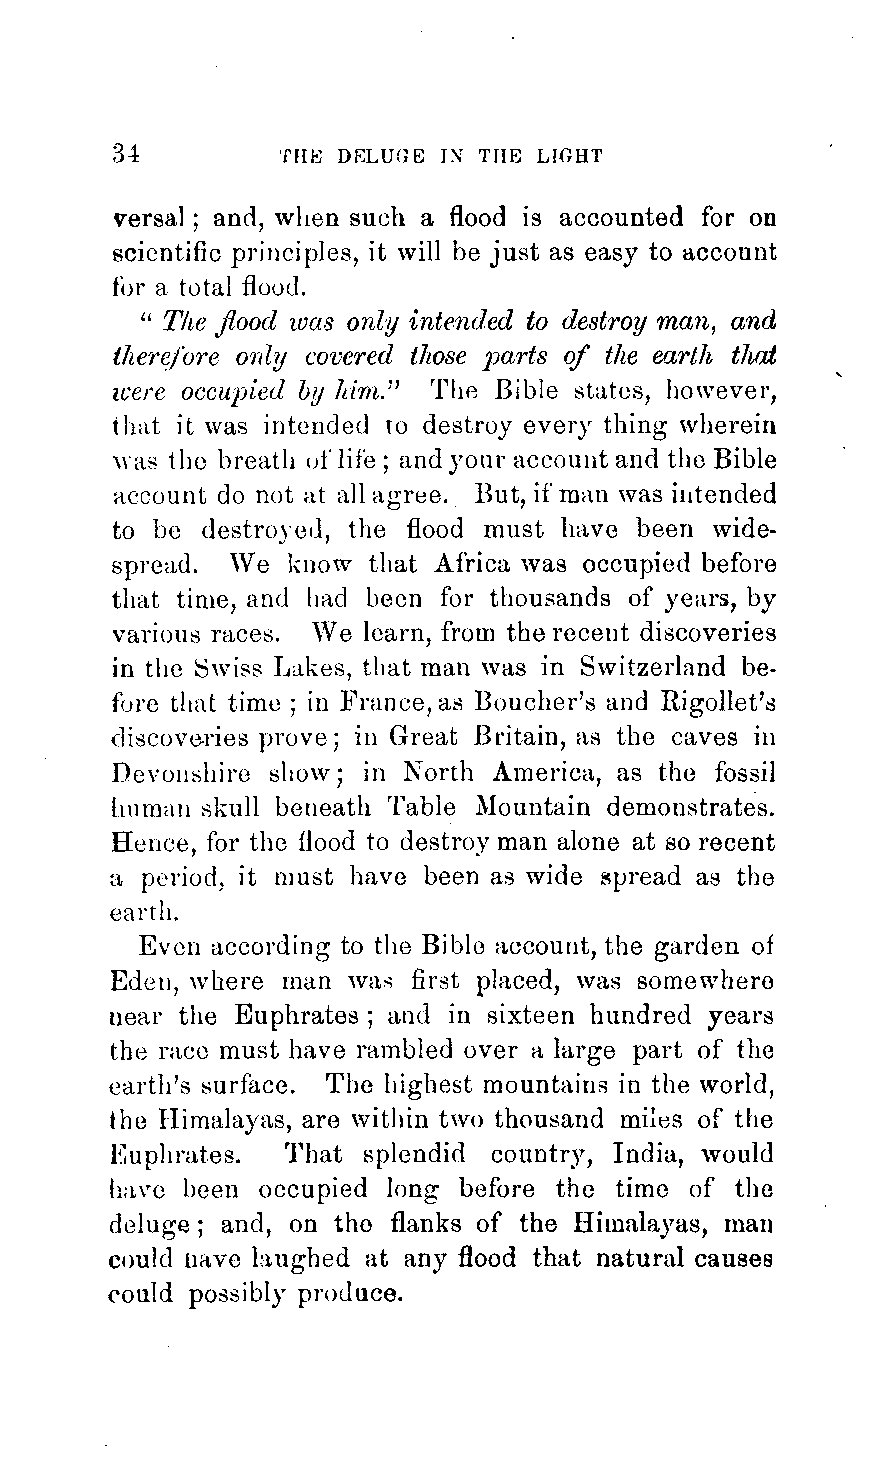 34 THE DELUGE IN THE LIGHT
versal ; and, when such a flood is accounted for on
scientific principles, it will be just as easy to account
for a total flood.
“ The flood was only intended to destroy man, and
therefore only covered those parts of the earth that
were occupied by him.” The Bible states, however,
that it was intended to destroy every thing wherein
was the breath of life ; and your account and the Bible
account do not at all agree. But, if man was intended
to be destroyed, the flood must have been wide-
spread. We know that Africa was occupied before
that time, and had been for thousands of years, by
various races. We learn, from the recent discoveries
in the Swiss Lakes, that man was in Switzerland be-
fore that time ; in France, as Boucher’s and Rigollet’s
discoveries prove ; in Great Britain, as the caves in
Devonshire show ; in North America, as the fossil
human skull beneath Table Mountain demonstrates.
Hence, for the flood to destroy man alone at so recent
a period, it must have been as wide spread as the
earth.
Even according to the Bible account, the garden of
Eden, where man was first placed, was somewhere
near the Euphrates ; and in sixteen hundred years
the race must have rambled over a large part of the
earth’s surface. The highest mountains in the world,
the Himalayas, are within two thousand miles of the
Euphrates. That splendid country, India, would
have been occupied long before the time of the
deluge ; and, on the flanks of the Himalayas, man
could have laughed at any flood that natural causes
could possibly produce.